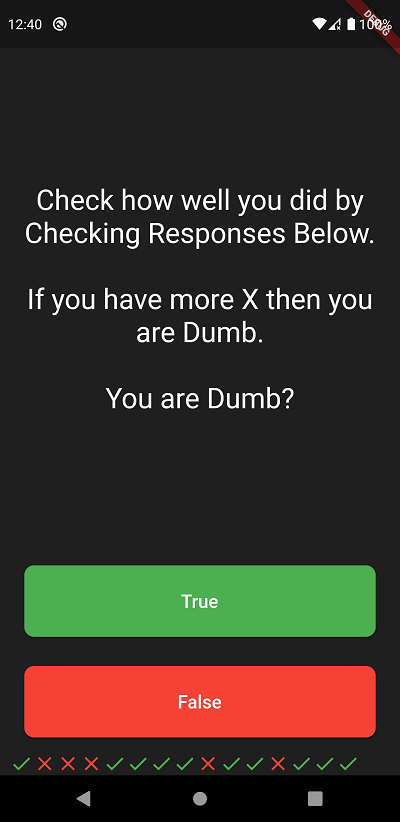 12:40
100%
DEBUG
Check how well you did by
Checking Responses Below.
If you have more X then you
are Dumb.
You are Dumb?
True
False